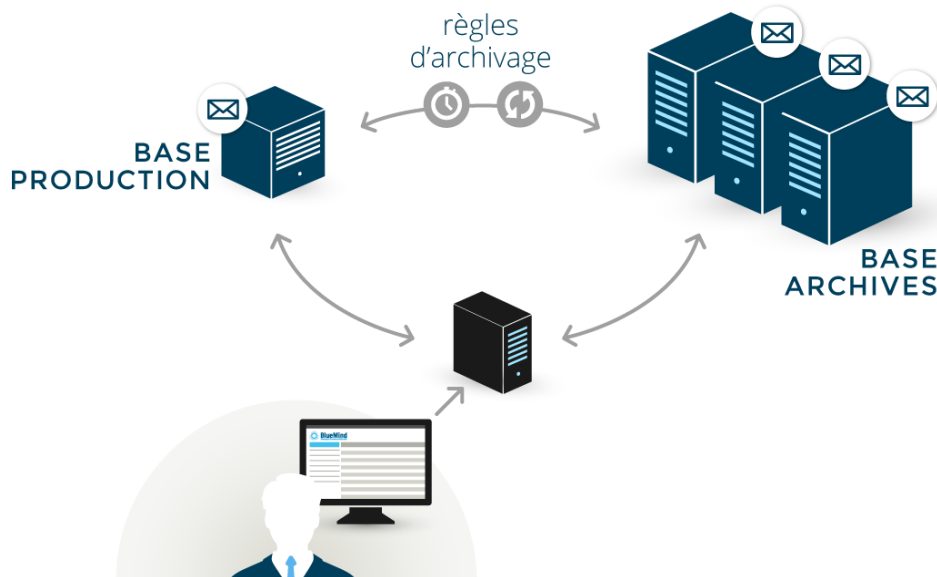 règles
d'archivage
BASE
PRODUCTION
BASE
ARCHIVES
BlueMind